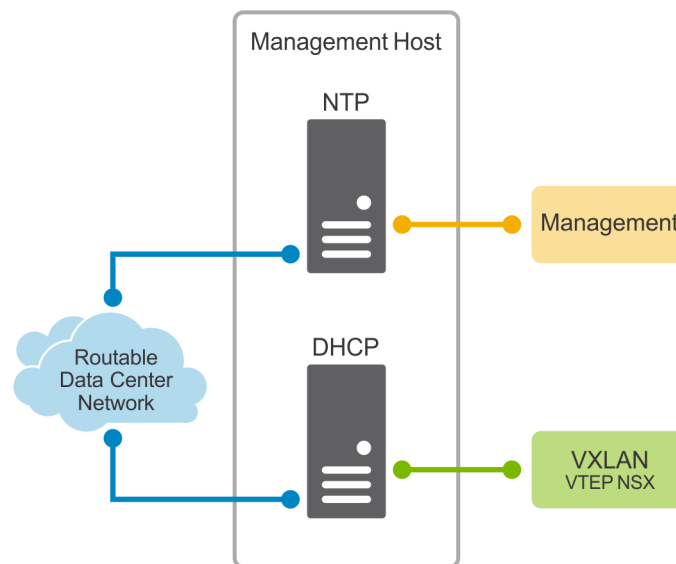 Management Host
NTP
Management
Routable
Data Center
Network
DHCP
VXLAN
VTEP NSX